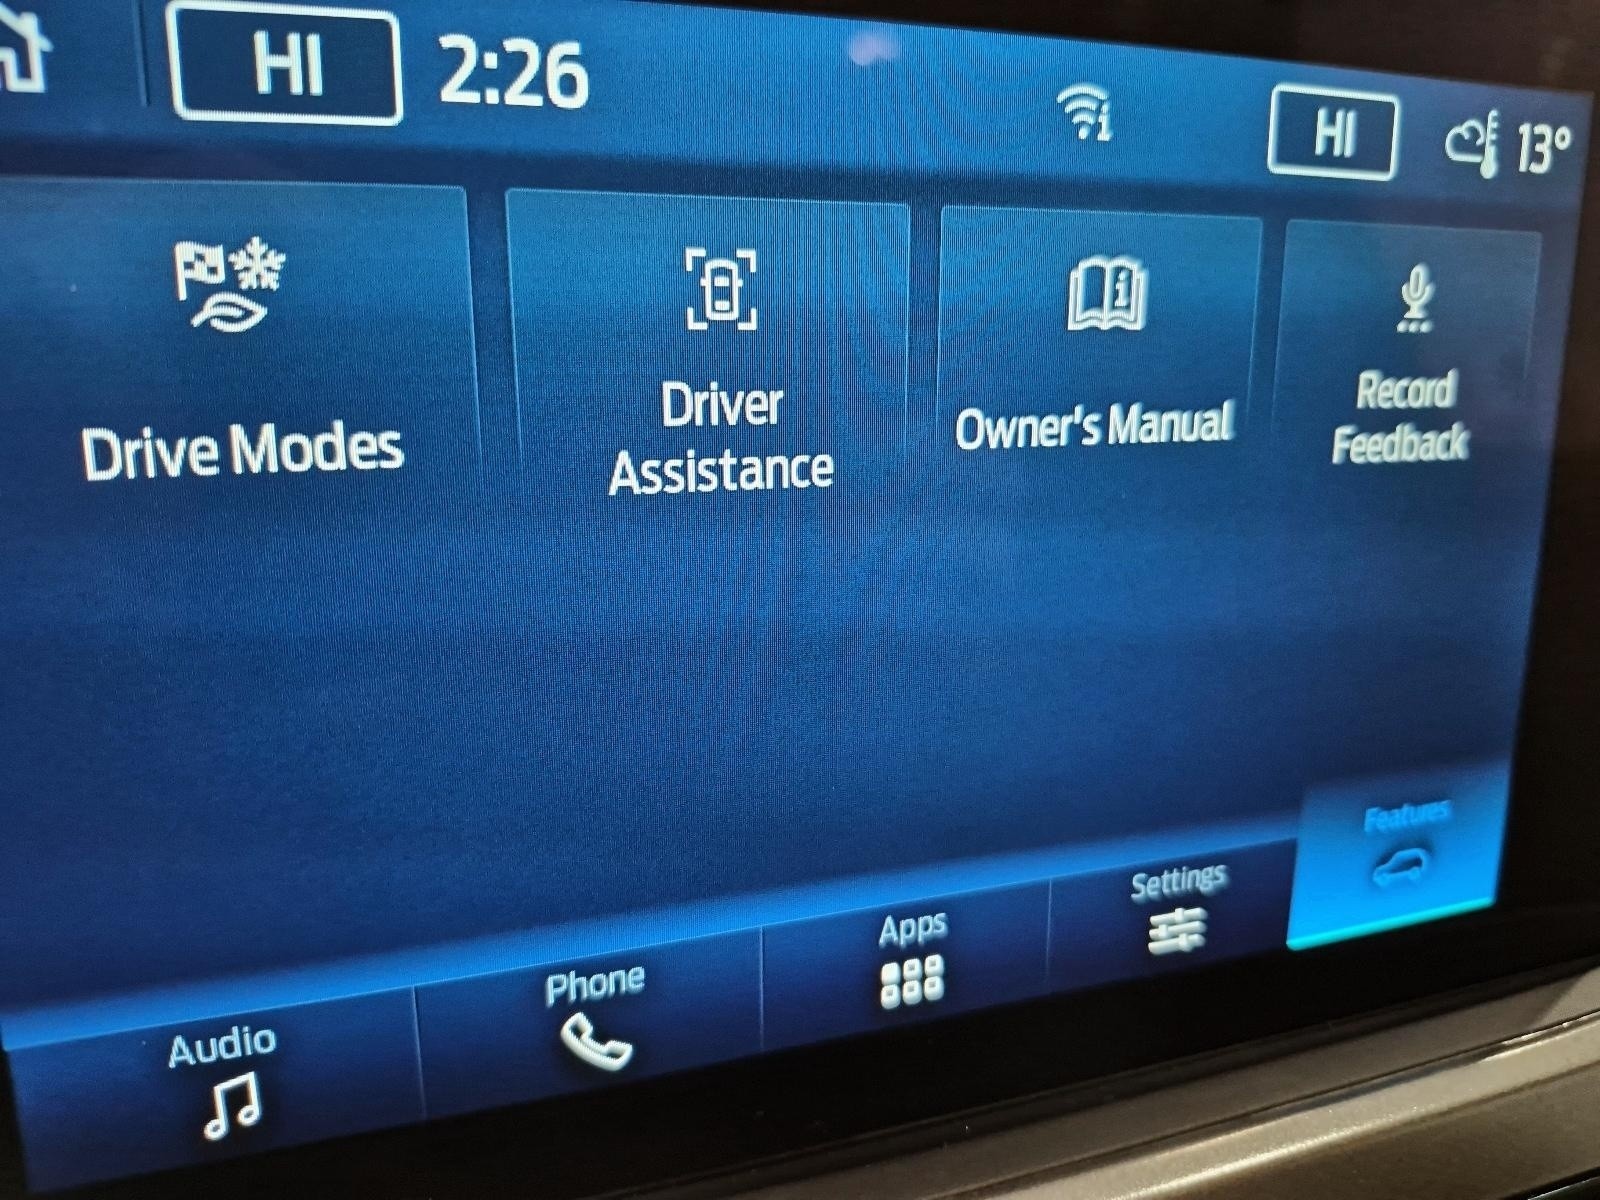 HI
2:26
HI
13°
Drive Modes
Driver
Assistance
Owner's Manual
Record
Feedback
Audio
Phone
Apps
Settings
Features